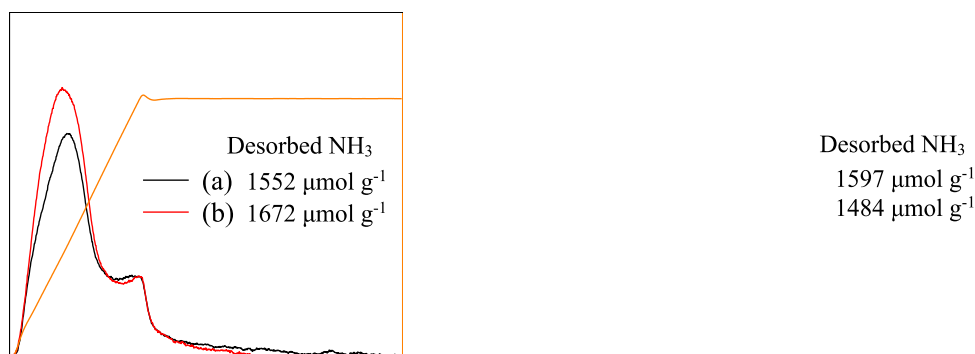 Desorbed NH₃
(a) 1552 μmol g⁻¹
(b) 1672 μmol g⁻¹
Desorbed NH₃
1597 μmol g⁻¹
1484 μmol g⁻¹